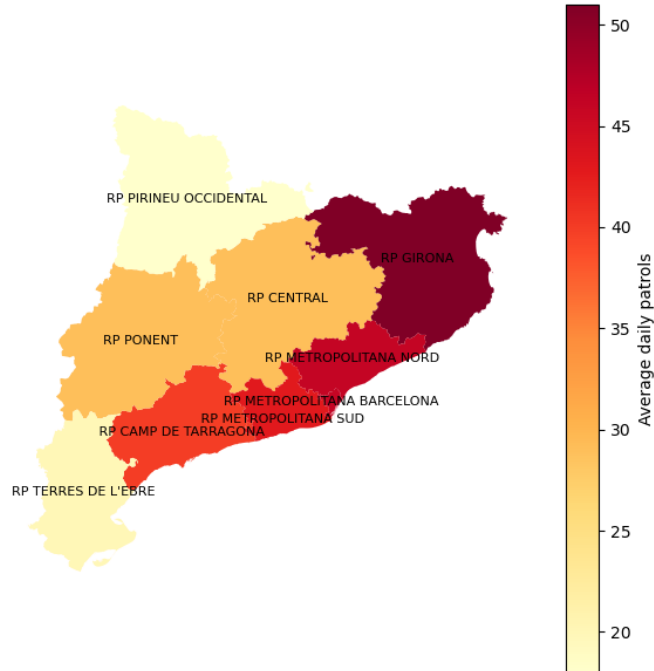 50
45
40
35
30
25
20
Average daily patrols
RP PIRINEU OCCIDENTAL
RP GIRONA
RP CENTRAL
RP PONENT
RP METROPOLITANA NORD
RP METROPOLITANA BARCELONA
RP METROPOLITANA SUD
RP CAMP DE TARRAGONA
RP TERRES DE L'EBRE